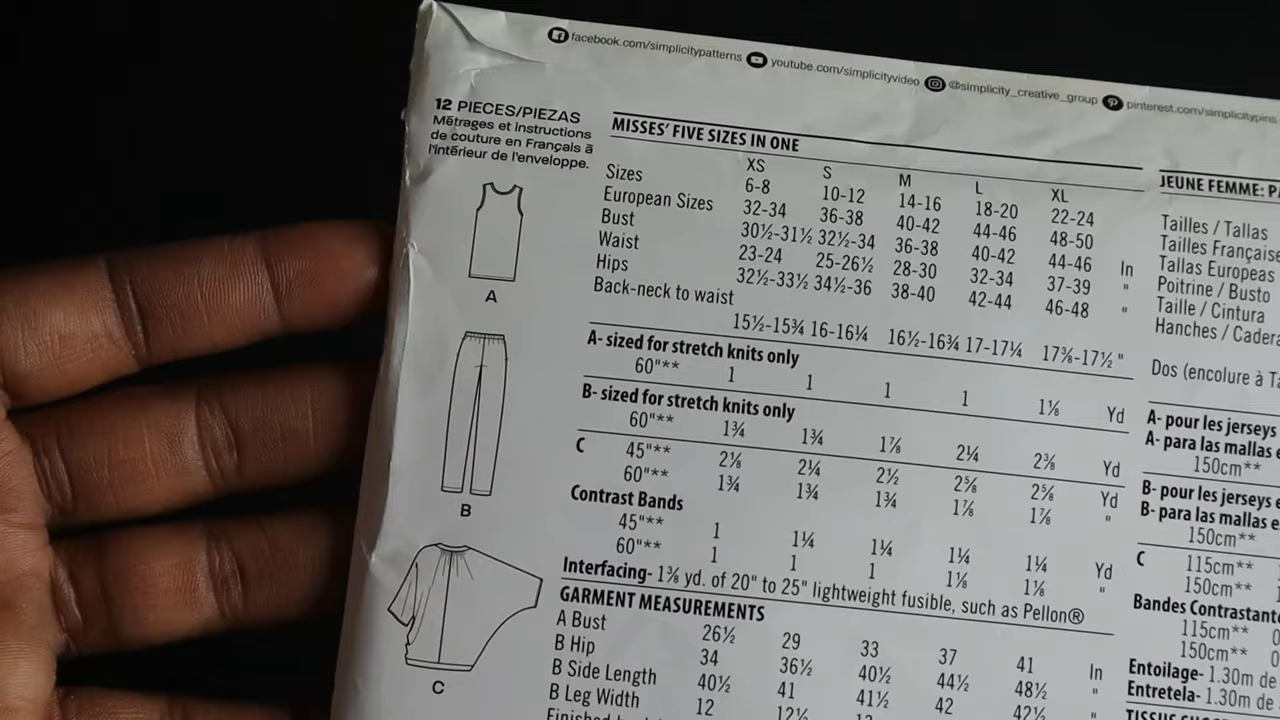 facebook.com/simplicitypatterns youtube.com/simplicityvideo @simplicity_creative_group pinterest.com/simplicitypins
12 PIECES/PIEZAS
Métrages et instructions
de couture en Français à
l'intérieur de l'enveloppe.
A
B
C
MISSES' FIVE SIZES IN ONE
XS S M L XL
Sizes 6-8 10-12 14-16 18-20 22-24
European Sizes 32-34 36-38 40-42 44-46 48-50
Bust 30½-31½ 32½-34 36-38 40-42 44-46 In
Waist 23-24 25-26½ 28-30 32-34 37-39 "
Hips 32½-33½ 34½-36 38-40 42-44 46-48 "
Back-neck to waist
15½-15¾ 16-16¼ 16½-16¾ 17-17¼ 17⅜-17½ "
A- sized for stretch knits only
60"** 1 1 1 1 1⅛ Yd
B- sized for stretch knits only
60"** 1¾ 1¾ 1⅞ 2¼ 2⅜ Yd
C 45"** 2⅛ 2¼ 2½ 2⅝ 2⅝ Yd
60"** 1¾ 1¾ 1¾ 1⅞ 1⅞ "
Contrast Bands
45"** 1 1¼ 1¼ 1¼ 1¼ Yd
60"** 1 1 1 1⅛ 1⅛ "
Interfacing- 1⅜ yd. of 20" to 25" lightweight fusible, such as Pellon®
GARMENT MEASUREMENTS
A Bust 26½ 29 33 37 41 In
B Hip 34 36½ 40½ 44½ 48½ "
B Side Length 40½ 41 41½ 42 42½ "
B Leg Width 12 12½ 13
JEUNE FEMME:
Tailles / Tallas
Tailles Française
Tallas Europeas
Poitrine / Busto
Taille / Cintura
Hanches / Cadera
Dos (encolure à
A- pour les jerseys
A- para las mallas
150cm**
B- pour les jerseys
B- para las mallas
150cm**
C 115cm**
150cm**
Bandes Contrastant
115cm** 0
150cm**
Entoilage- 1.30m de
Entretela- 1.30m de